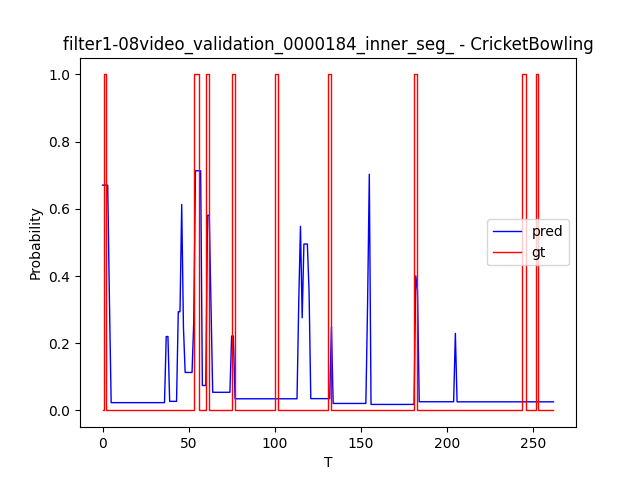 filter1-08video_validation_0000184_inner_seg_ - CricketBowling
1.0
0.8
0.6
0.4
0.2
0.0
Probability
pred
gt
0
50
100
150
200
250
T